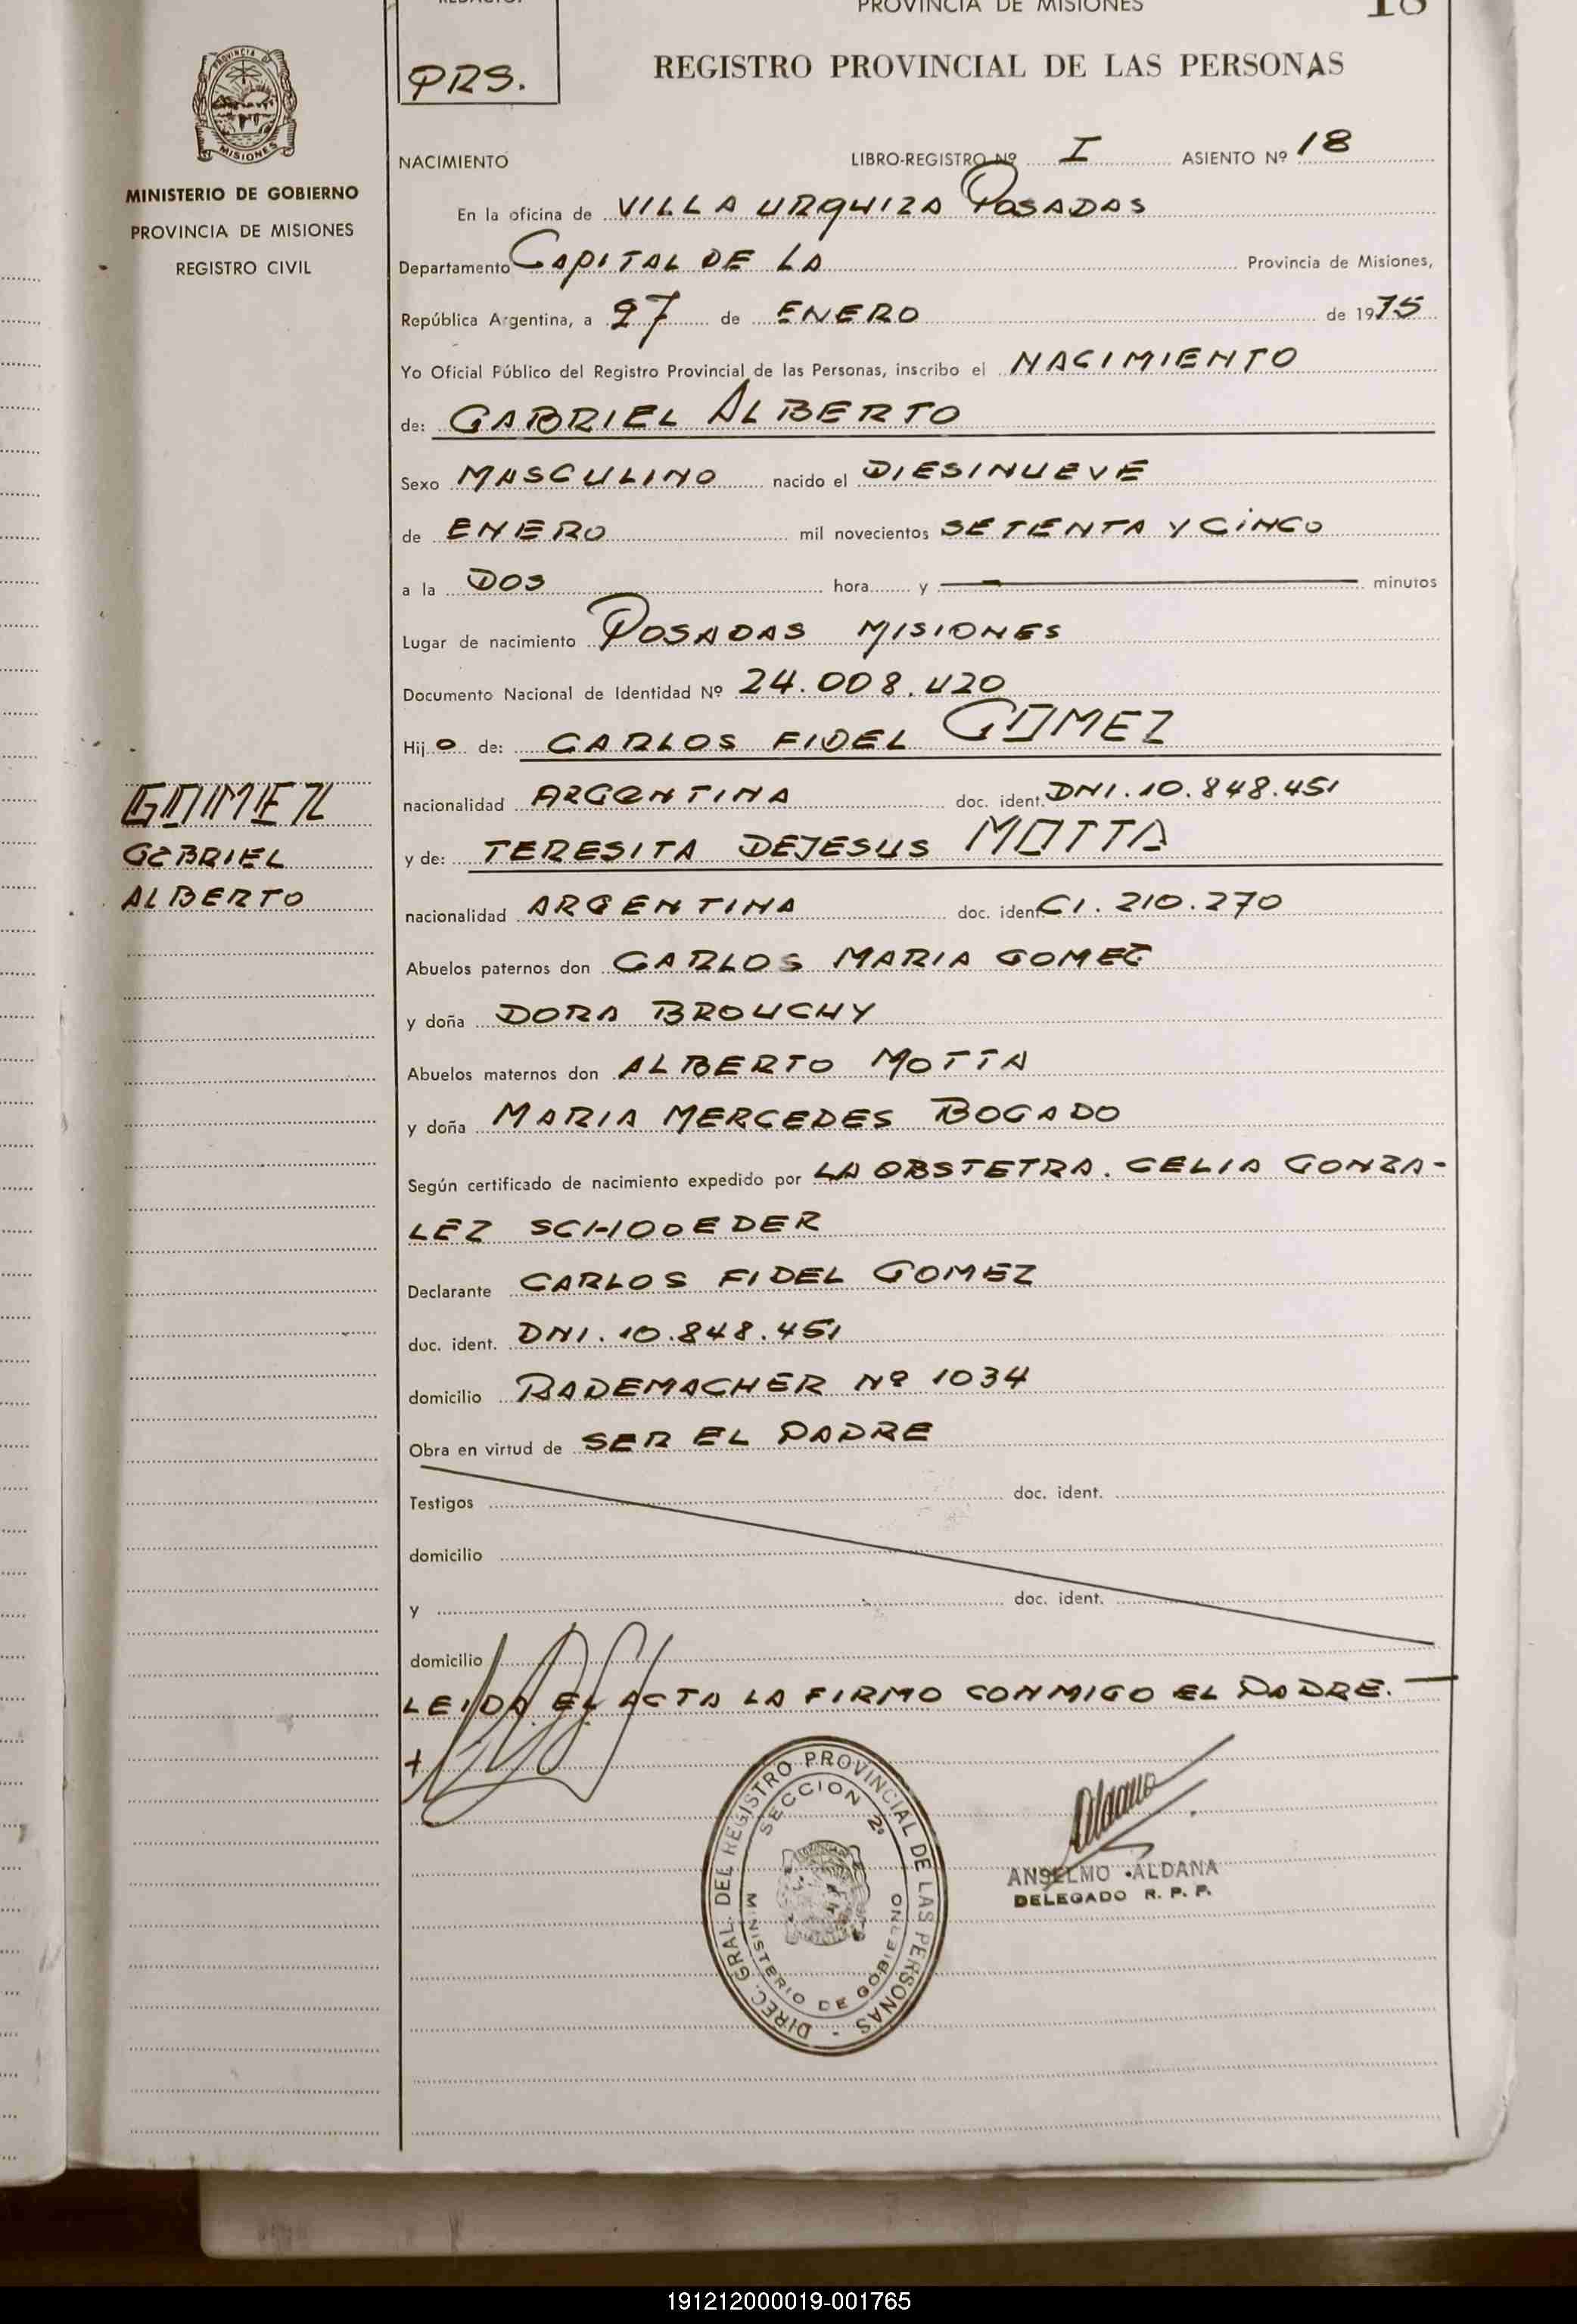 REDACTO:
PROVINCIA DE MISIONES
18
PRS.
REGISTRO PROVINCIAL DE LAS PERSONAS
PROVINCIA DE
MISIONES
MINISTERIO DE GOBIERNO
PROVINCIA DE MISIONES
REGISTRO CIVIL
NACIMIENTO LIBRO-REGISTRO Nº I ASIENTO Nº 18
En la oficina de VILLA URQUIZA POSADAS
Departamento CAPITAL DE LA Provincia de Misiones,
República Argentina, a 27 de ENERO de 1975
Yo Oficial Público del Registro Provincial de las Personas, inscribo el NACIMIENTO
de: GABRIEL ALBERTO
Sexo MASCULINO nacido el DIESINUEVE
de ENERO mil novecientos SETENTA Y CINCO
a la DOS hora y — minutos
Lugar de nacimiento POSADAS MISIONES
Documento Nacional de Identidad Nº 24.008.420
Hijo de: CARLOS FIDEL GOMEZ
GOMEZ
GABRIEL
ALBERTO
nacionalidad ARGENTINA doc. ident. DNI. 10.848.451
y de: TERESITA DEJESUS MOTTA
nacionalidad ARGENTINA doc. ident CI. 210.270
Abuelos paternos don CARLOS MARIA GOMEZ
y doña DORA BROUCHY
Abuelos maternos don ALBERTO MOTTA
y doña MARIA MERCEDES BOGADO
Según certificado de nacimiento expedido por LA OBSTETRA. CELIA GONZA-
LEZ SCHOOEDER
Declarante CARLOS FIDEL GOMEZ
doc. ident. DNI. 10.848.451
domicilio RADEMACHER Nº 1034
Obra en virtud de SER EL PADRE
Testigos doc. ident.
domicilio
y doc. ident.
domicilio
LEIDA EL ACTA LA FIRMO CONMIGO EL PADRE. —
DIREC. GRAL. DEL REGISTRO PROVINCIAL DE LAS PERSONAS -
SECCION 2ª
MINISTERIO DE GOBIERNO
Aldana
ANSELMO ALDANA
DELEGADO R. P. P.
191212000019-001765